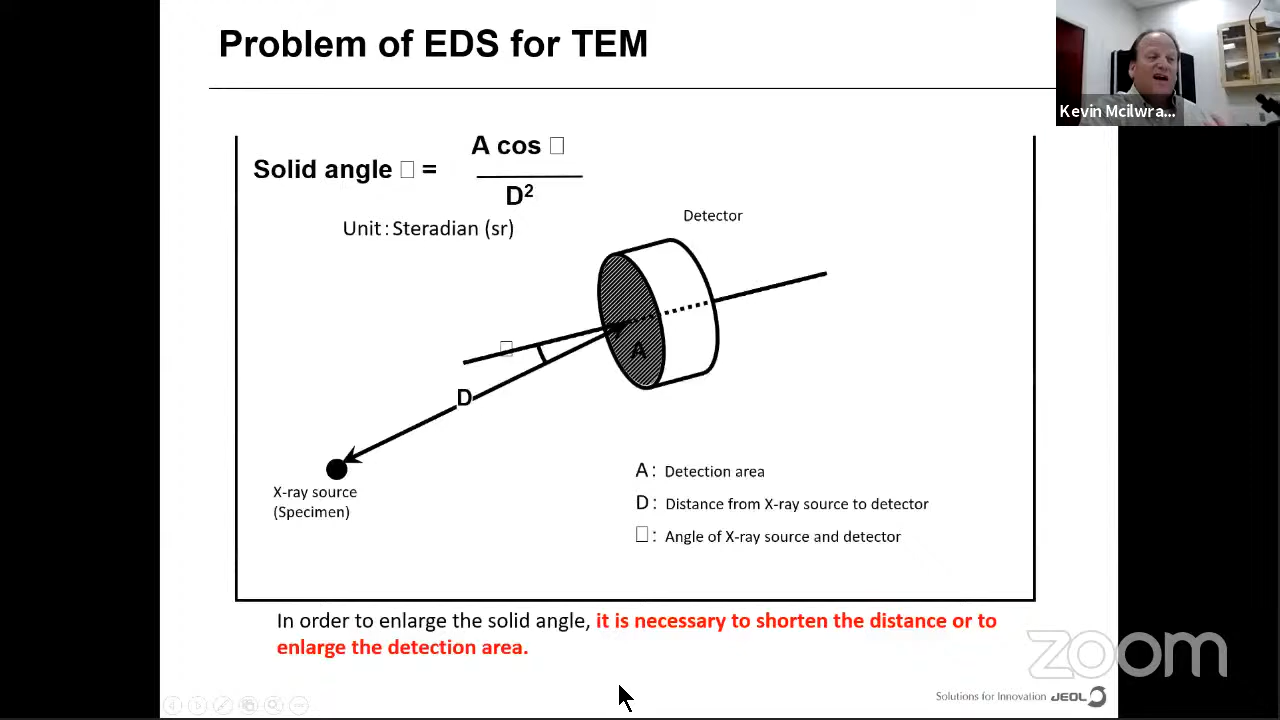 Problem of EDS for TEM
Kevin Mcilwra...
A cos □
Solid angle □ =
D²
Unit：Steradian (sr)
Detector
□
A
D
X-ray source
(Specimen)
A： Detection area
D： Distance from X-ray source to detector
□： Angle of X-ray source and detector
In order to enlarge the solid angle, it is necessary to shorten the distance or to
enlarge the detection area.
zoom
Solutions for Innovation JEOL